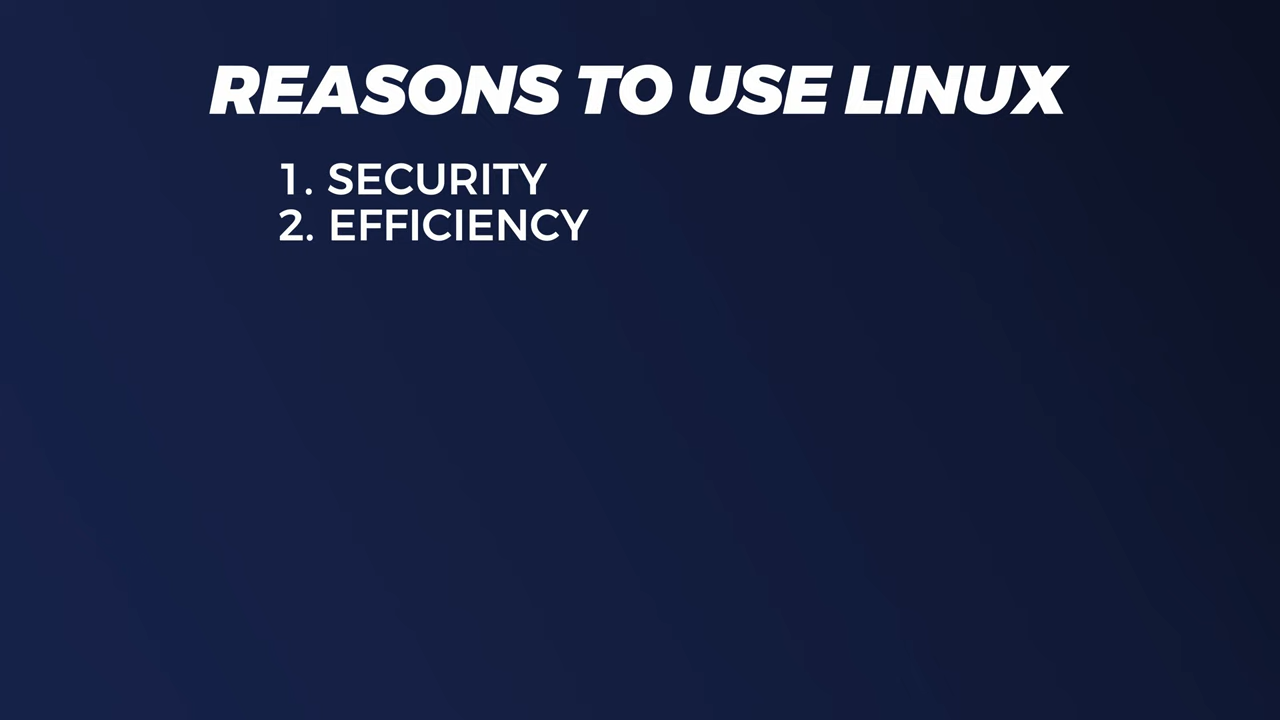 REASONS TO USE LINUX
1. SECURITY
2. EFFICIENCY